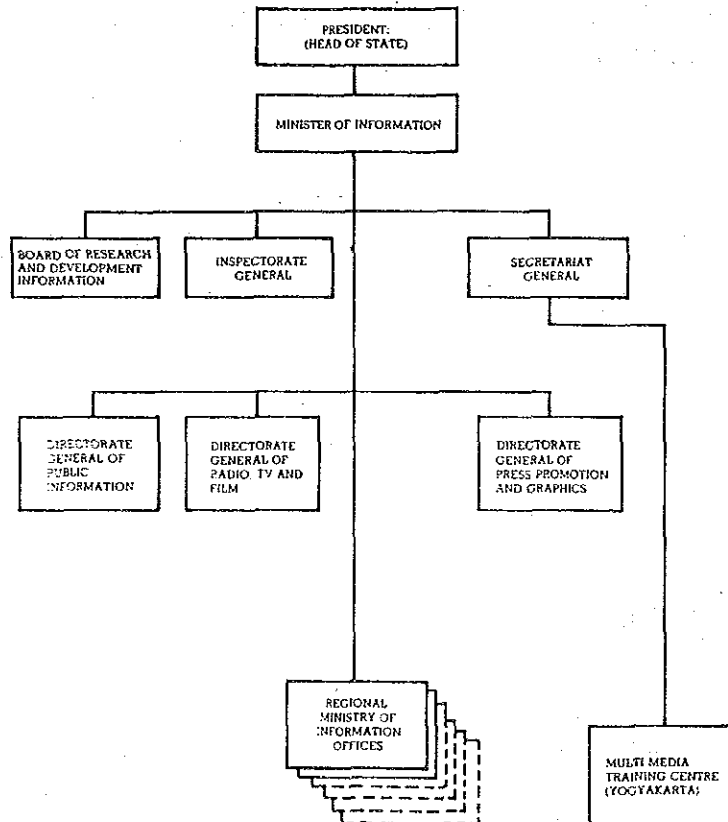 PRESIDENT:
(HEAD OF STATE)
MINISTER OF INFORMATION
BOARD OF RESEARCH
AND DEVELOPMENT
INFORMATION
INSPECTORATE
GENERAL
SECRETARIAT
GENERAL
DIRECTORATE
GENERAL OF
PUBLIC
INFORMATION
DIRECTORATE
GENERAL OF
RADIO, TV AND
FILM
DIRECTORATE
GENERAL OF
PRESS PROMOTION
AND GRAPHICS
REGIONAL
MINISTRY OF
INFORMATION
OFFICES
MULTI MEDIA
TRAINING CENTRE
(YOGYAKARTA)